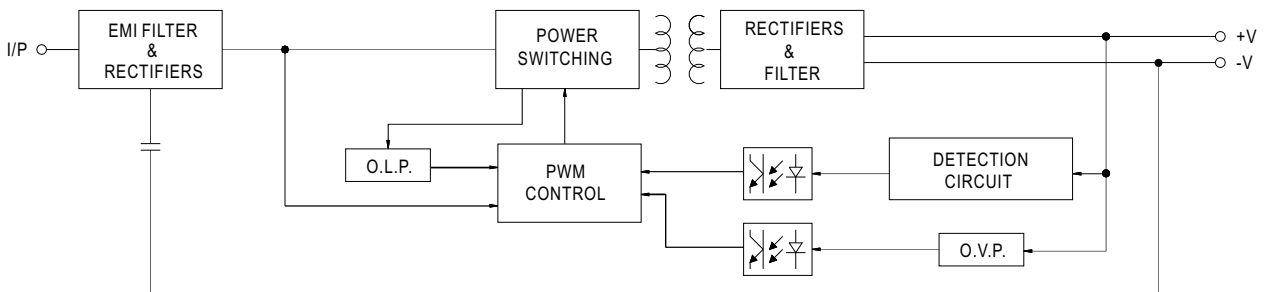 I/P
EMI FILTER
&
RECTIFIERS
POWER
SWITCHING
RECTIFIERS
&
FILTER
+V
-V
O.L.P.
PWM
CONTROL
DETECTION
CIRCUIT
O.V.P.